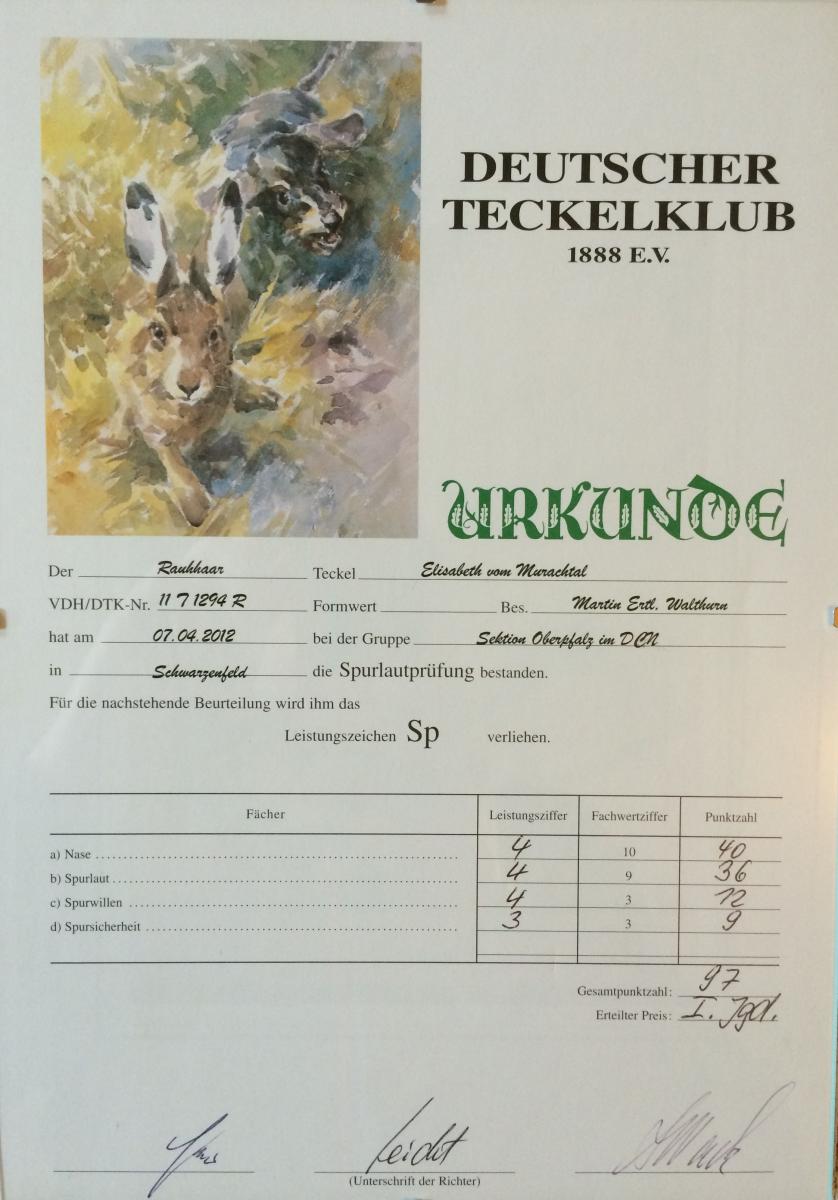 DEUTSCHER
TECKELKLUB
1888 E.V.
URKUNDE
Der Rauhhaar Teckel Elisabeth vom Murachtal
VDH/DTK-Nr. 11 T 1294 R Formwert Bes. Martin Ertl, Walthurn
hat am 07.04.2012 bei der Gruppe Sektion Oberpfalz im DCN
in Schwarzenfeld die Spurlautprüfung bestanden.
Für die nachstehende Beurteilung wird ihm das
Leistungszeichen Sp verliehen.
Fächer Leistungsziffer Fachwertziffer Punktzahl
a) Nase 4 10 40
b) Spurlaut 4 9 36
c) Spurwillen 4 3 12
d) Spursicherheit 3 3 9
Gesamtpunktzahl: 97
Erteilter Preis: I. Jgd.
Leicht
(Unterschrift der Richter)